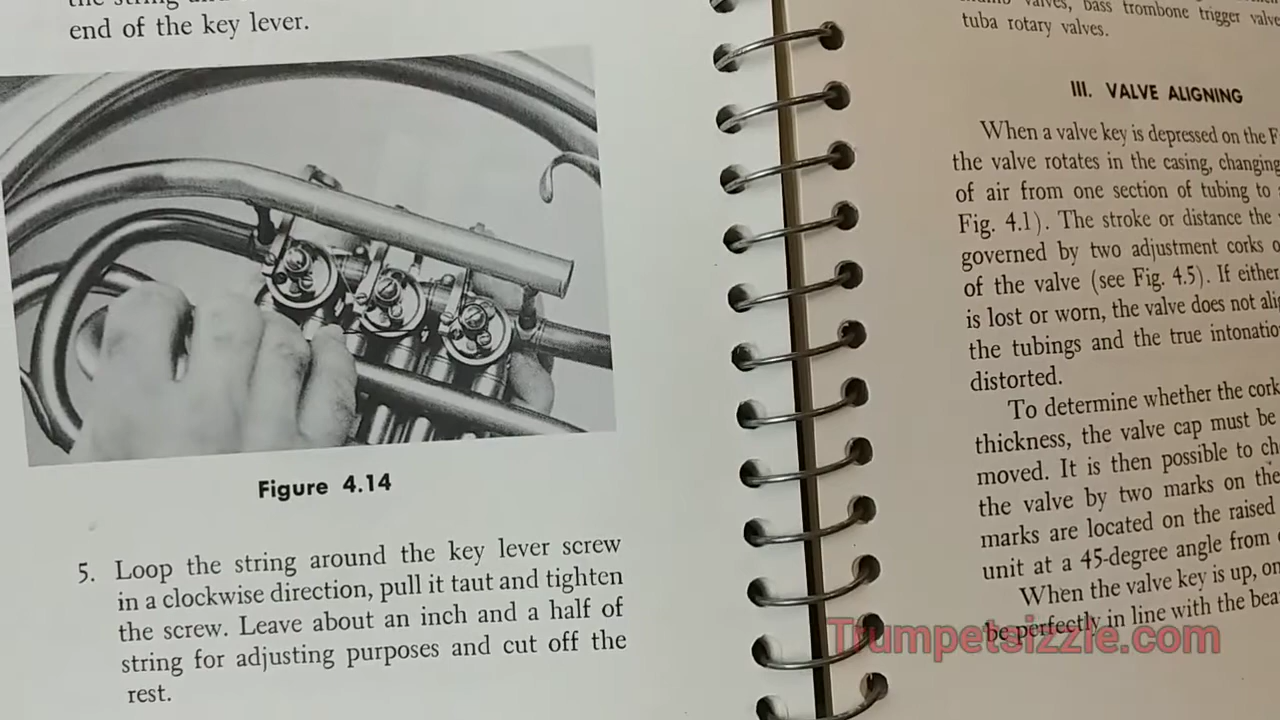 the string and
end of the key lever.
Figure 4.14
5. Loop the string around the key lever screw
in a clockwise direction, pull it taut and tighten
the screw. Leave about an inch and a half of
string for adjusting purposes and cut off the
rest.
valves, bass trombone trigger
tuba rotary valves.
III. VALVE ALIGNING
When a valve key is depressed on the F
the valve rotates in the casing, changing
of air from one section of tubing to
Fig. 4.1). The stroke or distance the
governed by two adjustment corks
of the valve (see Fig. 4.5). If either
is lost or worn, the valve does not
the tubings and the true
distorted.
To determine whether the cork
thickness, the valve cap must be
moved. It is then possible to
the valve by two marks on the
marks are located on the raised
unit at a 45-degree angle from
When the valve key is up,
be perfectly in line with the
Trumpetsizzle.com